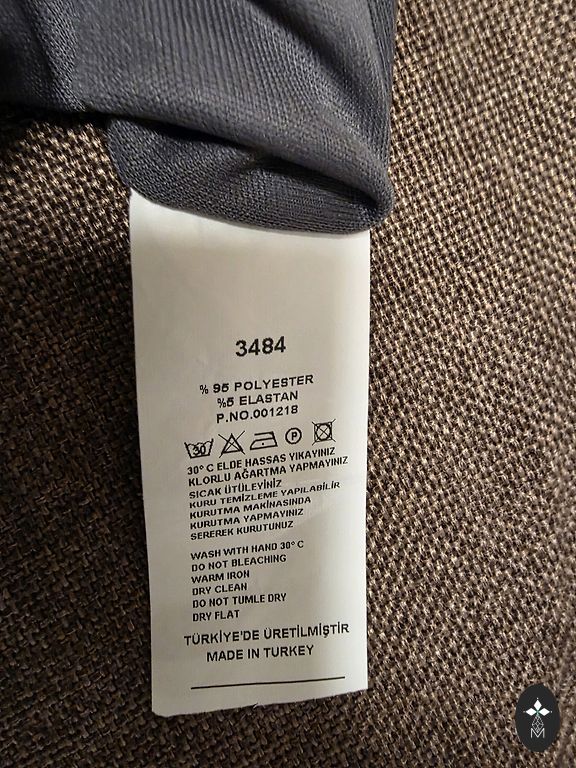 3484
% 95 POLYESTER
%5 ELASTAN
P.NO.001218
30
P
30° C ELDE HASSAS YIKAYINIZ
KLORLU AĞARTMA YAPMAYINIZ
SICAK ÜTÜLEYİNİZ
KURU TEMİZLEME YAPILABİLİR
KURUTMA MAKİNASINDA
KURUTMA YAPMAYINIZ
SEREREK KURUTUNUZ
WASH WITH HAND 30° C
DO NOT BLEACHING
WARM IRON
DRY CLEAN
DO NOT TUMLE DRY
DRY FLAT
TÜRKİYE'DE ÜRETİLMİŞTİR
MADE IN TURKEY
M